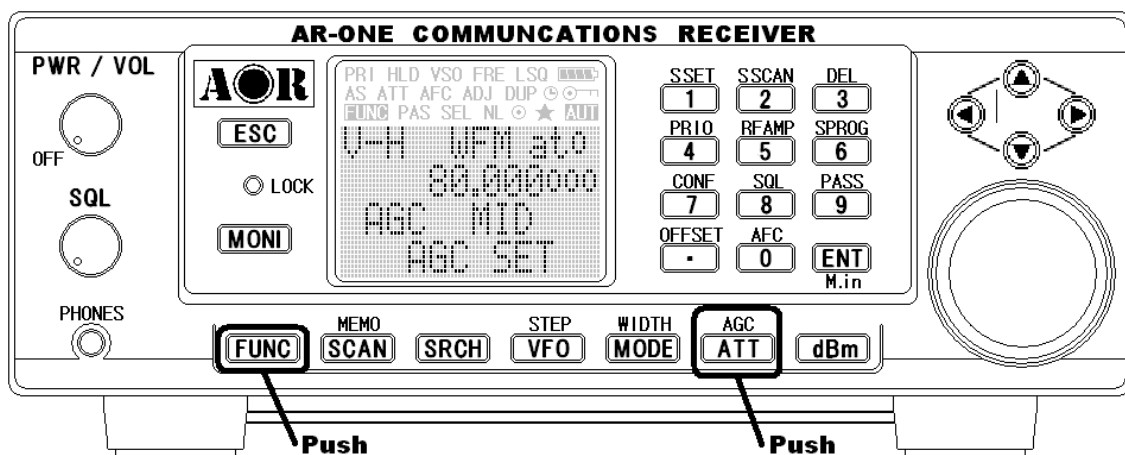 AR-ONE COMMUNCATIONS RECEIVER
PWR / VOL
OFF
SQL
PHONES
AOR
ESC
LOCK
MONI
PRI HLD VSO FRE LSQ
AS ATT AFC ADJ DUP
FUNC PAS SEL NL AUT
V-H WFM ato
80.000000
AGC MID
AGC SET
SSET SSCAN DEL
1 2 3
PRIO RFAMP SPROG
4 5 6
CONF SQL PASS
7 8 9
OFFSET AFC
. 0 ENT
M.in
MEMO STEP WIDTH AGC
FUNC SCAN SRCH VFO MODE ATT dBm
Push Push